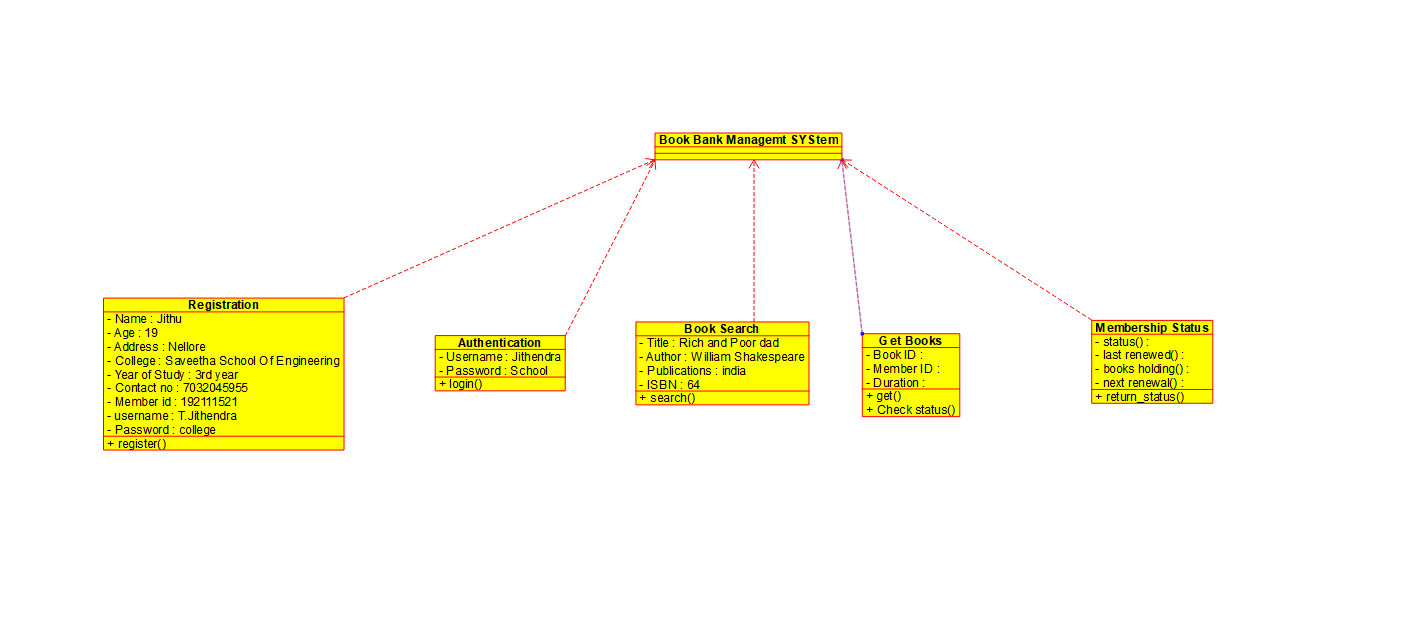 Book Bank Managemt SYStem
Registration
- Name : Jithu
- Age : 19
- Address : Nellore
- College : Saveetha School Of Engineering
- Year of Study : 3rd year
- Contact no : 7032045955
- Member id : 192111521
- username : T.Jithendra
- Password : college
+ register()
Authentication
- Username : Jithendra
- Password : School
+ login()
Book Search
- Title : Rich and Poor dad
- Author : William Shakespeare
- Publications : india
- ISBN : 64
+ search()
Get Books
- Book ID :
- Member ID :
- Duration :
+ get()
+ Check status()
Membership Status
- status() :
- last renewed() :
- books holding() :
- next renewal() :
+ return_status()